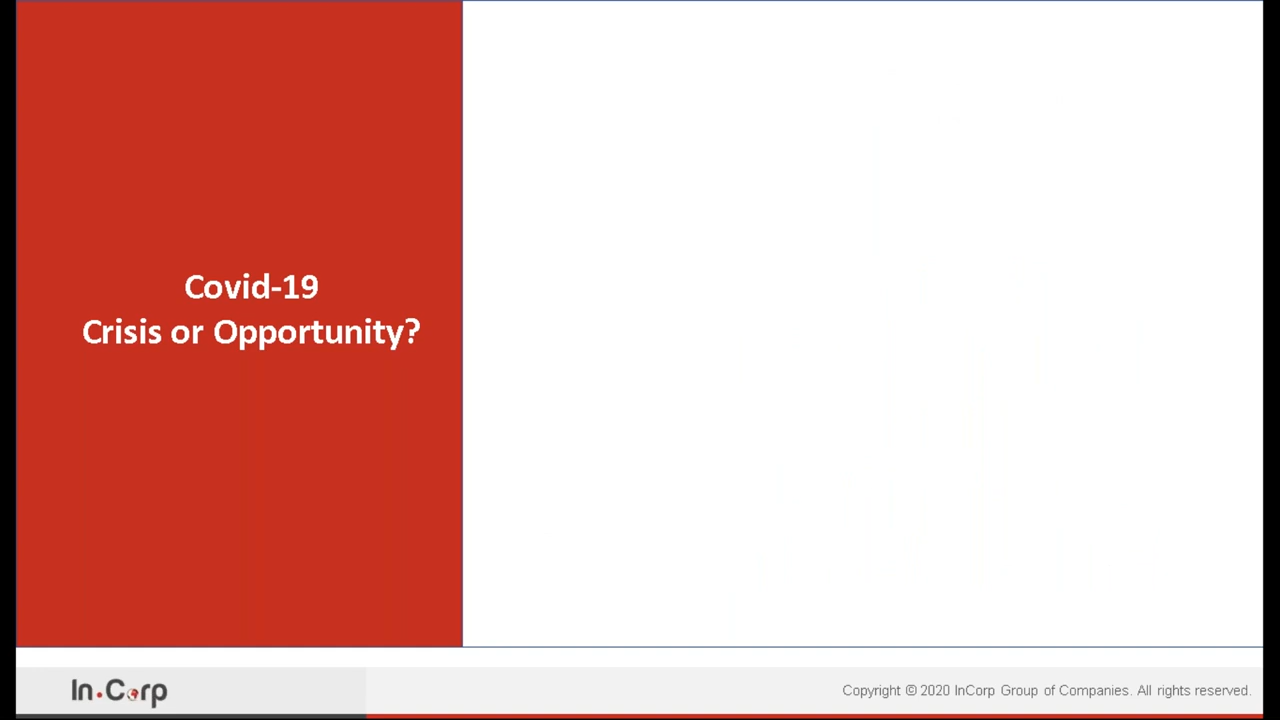 Covid-19
Crisis or Opportunity?
In.Corp
Copyright © 2020 InCorp Group of Companies. All rights reserved.